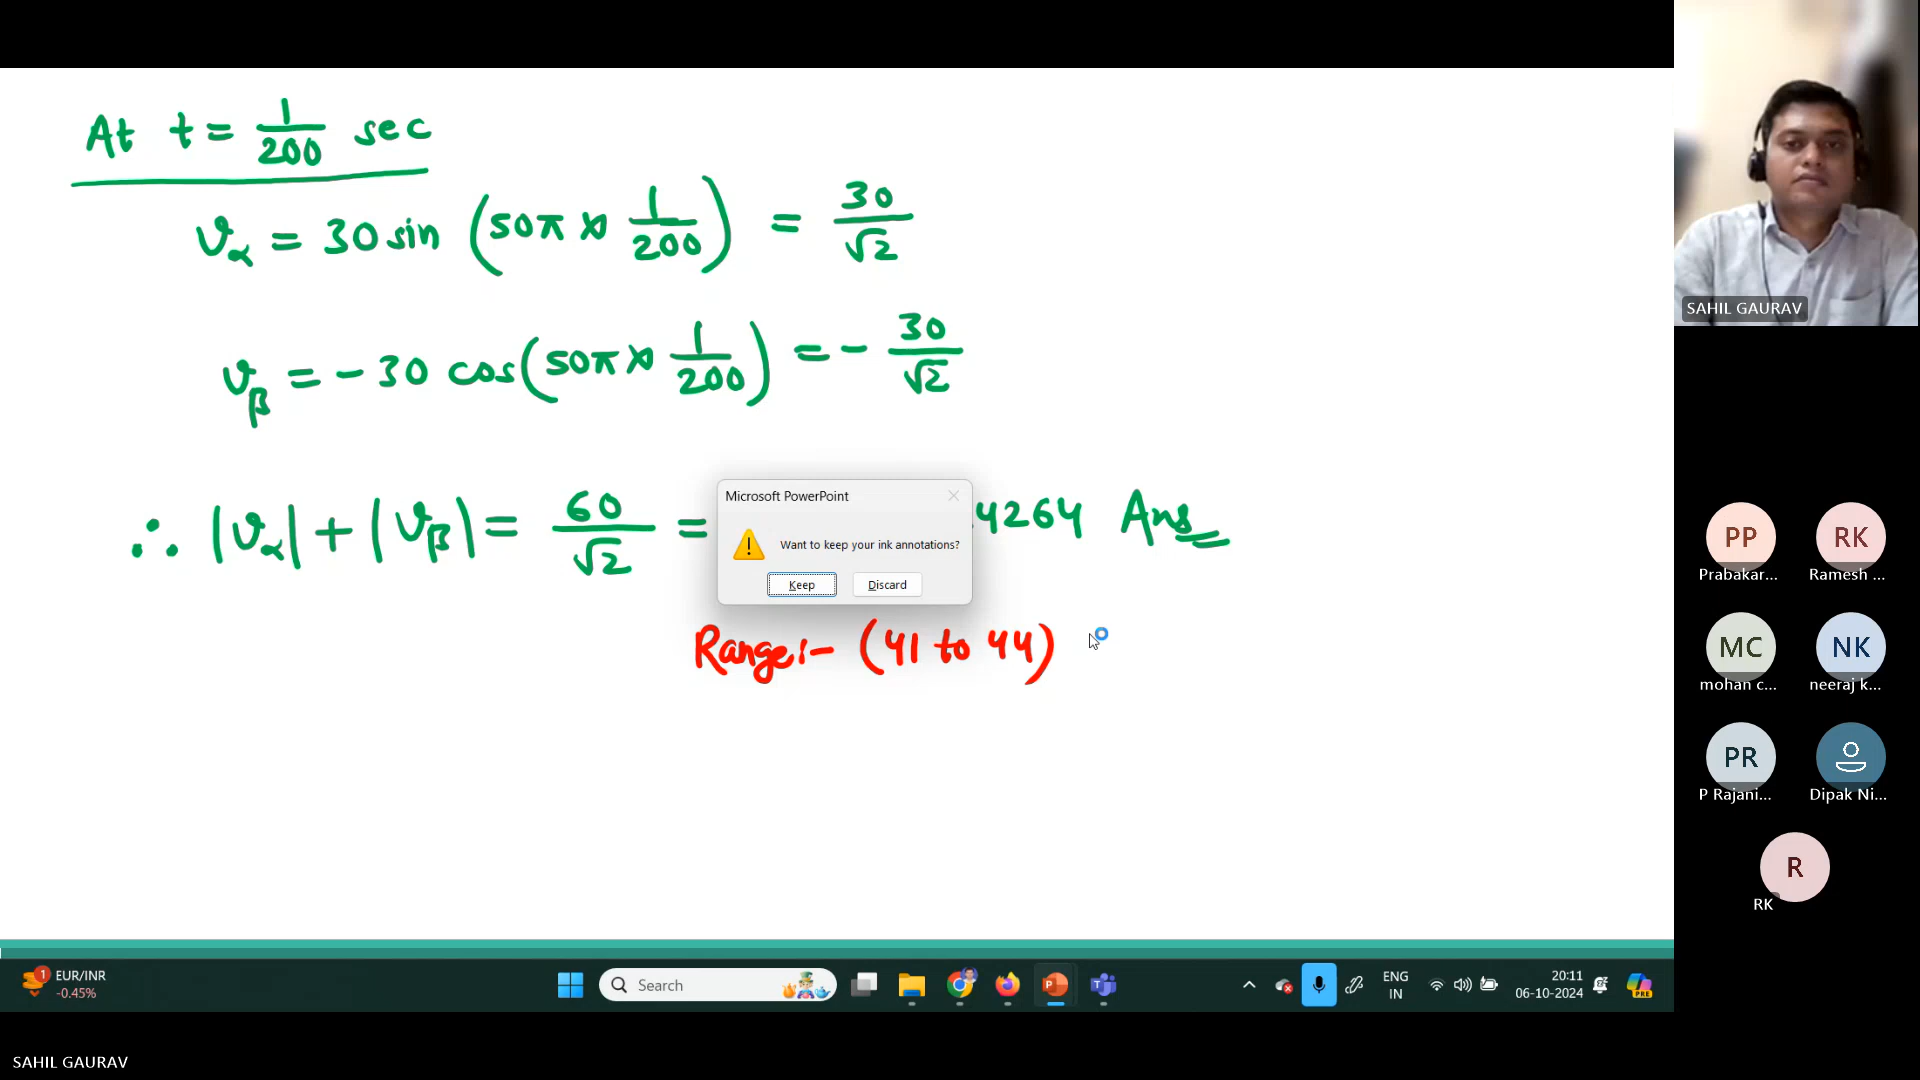 At t = 1/200 sec
vα = 30 sin (50π × 1/200) = 30/√2
vβ = - 30 cos (50π × 1/200) = - 30/√2
∴ |vα| + |vβ| = 60/√2 = .4264 Ans
Microsoft PowerPoint
Want to keep your ink annotations?
Keep Discard
Range:- (41 to 44)
SAHIL GAURAV
PP RK
Prabakar... Ramesh ...
MC NK
mohan c... neeraj k...
PR
P Rajani... Dipak Ni...
R
RK
1 EUR/INR
-0.45%
Search
PRE
ENG
IN
20:11
06-10-2024
SAHIL GAURAV